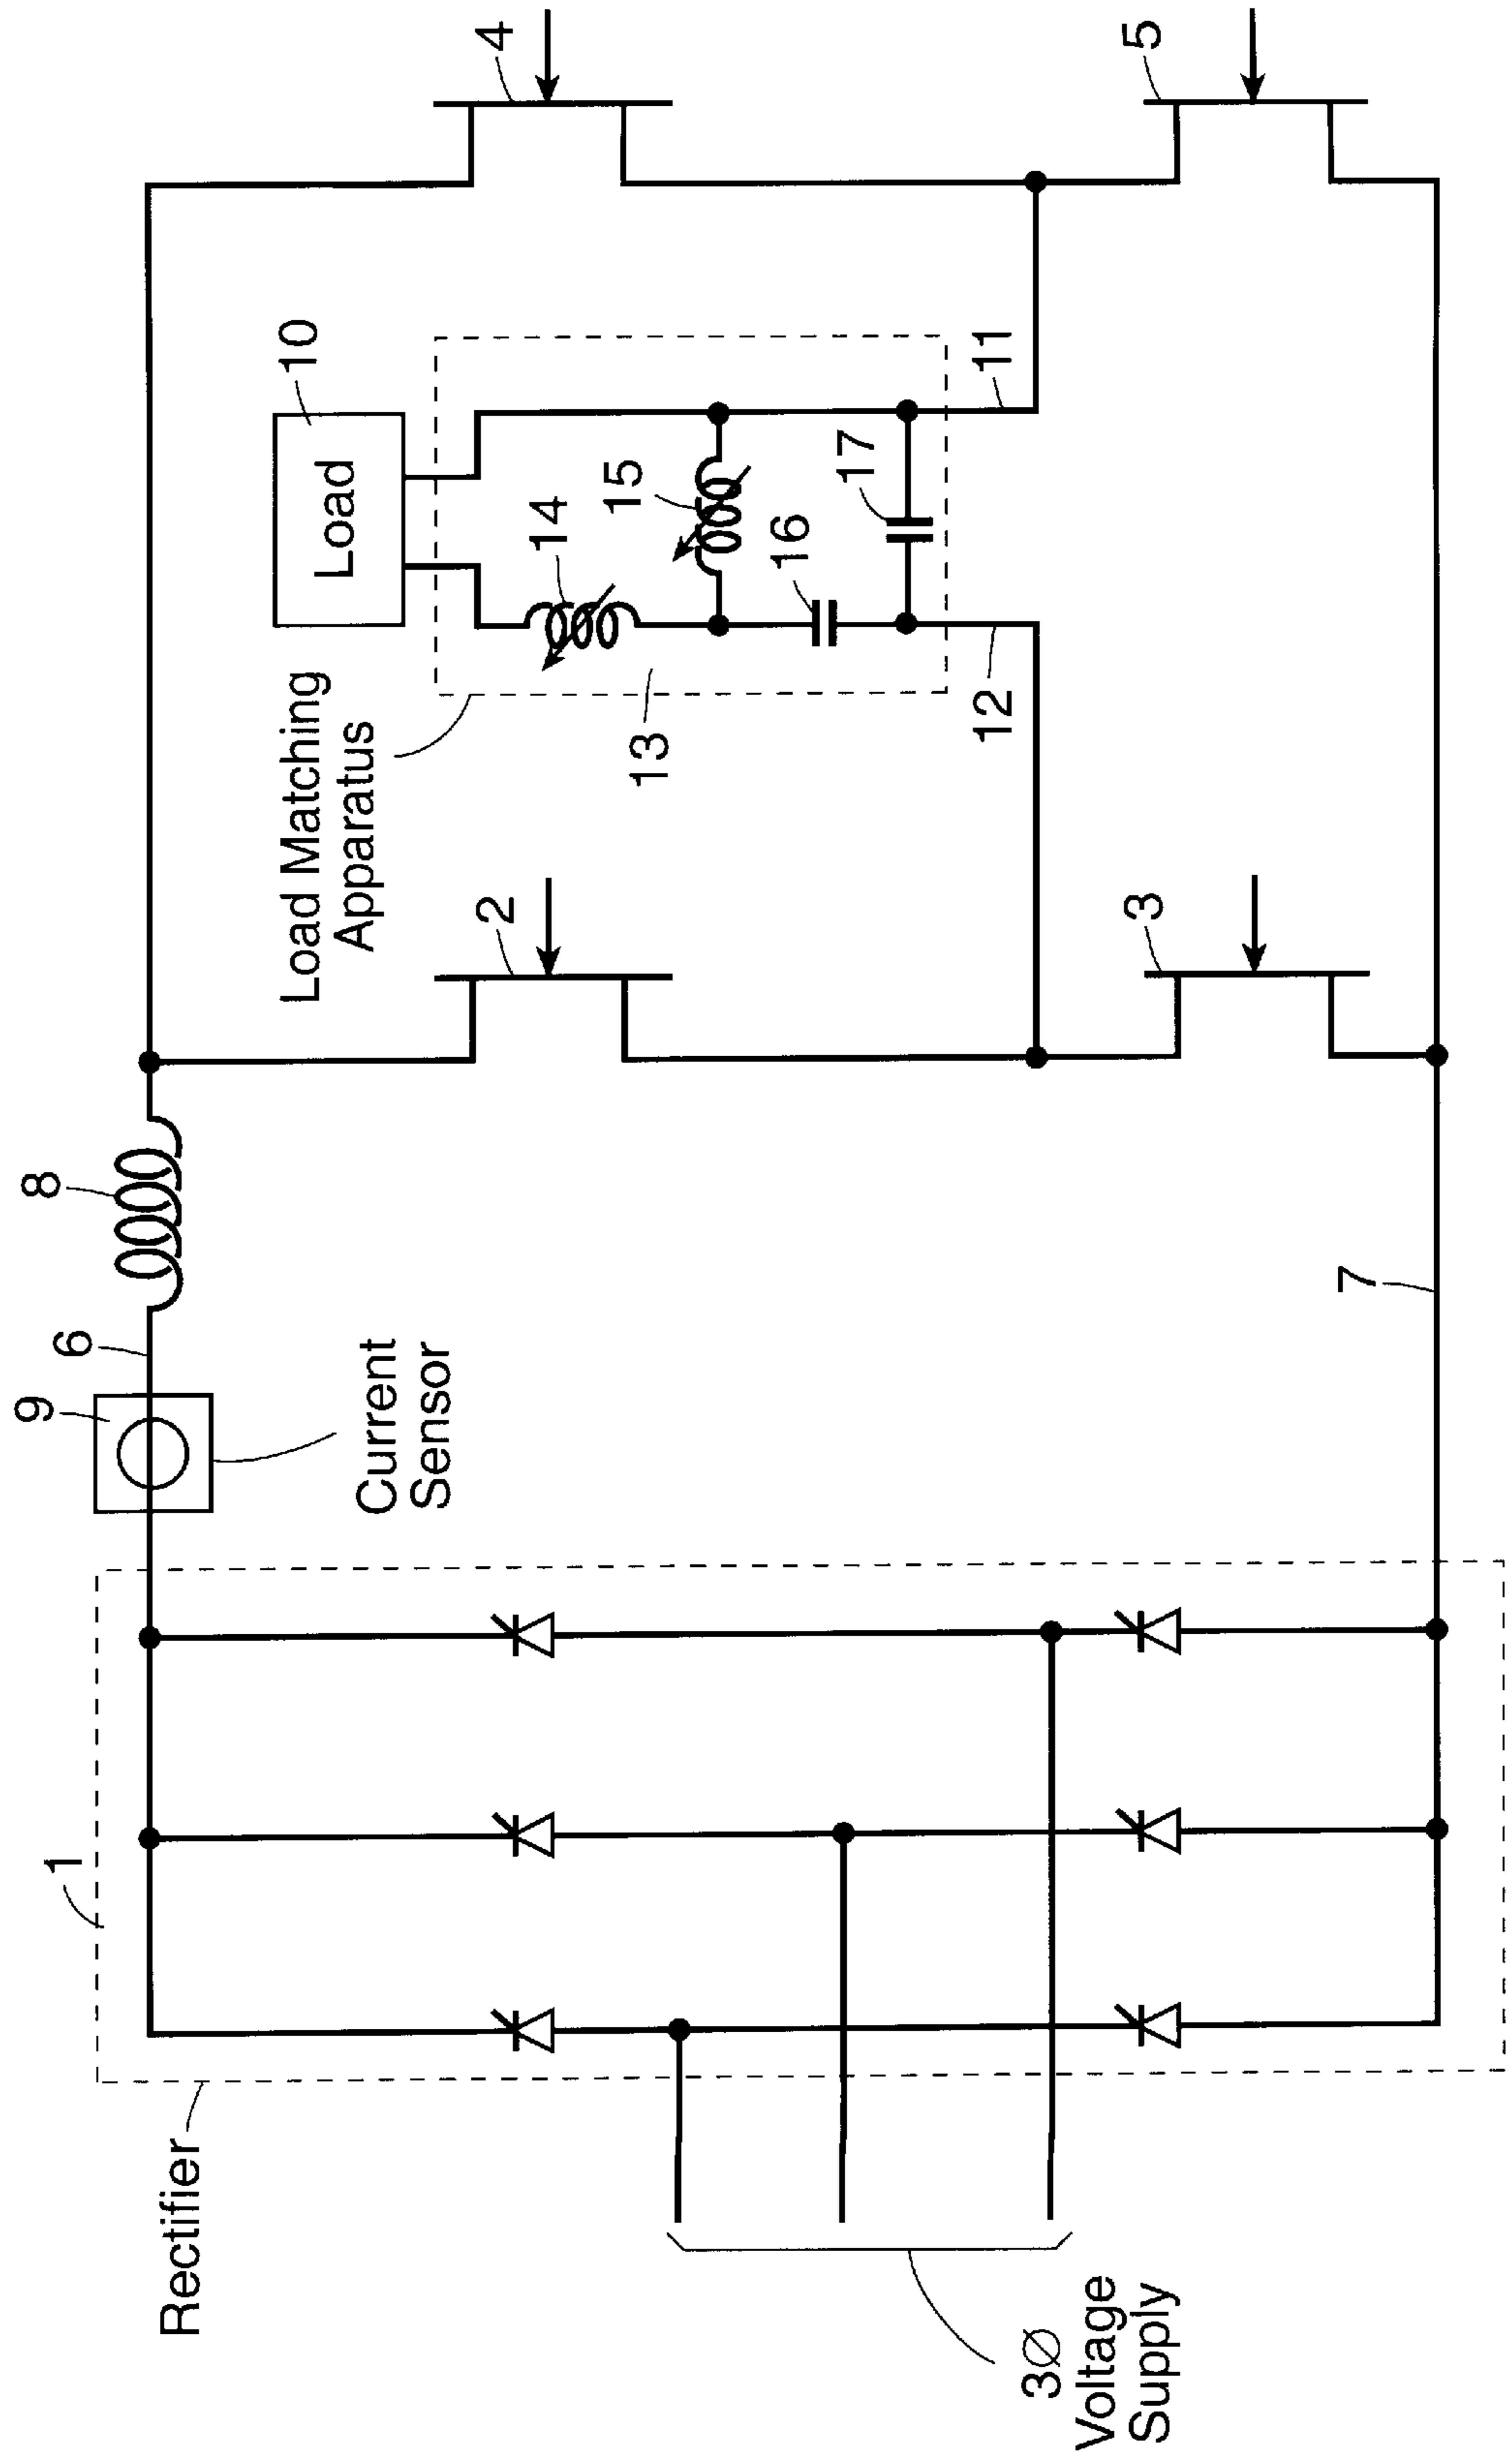 Rectifier
1
9
Current
Sensor
6
8
Load Matching
Apparatus
10
Load
13
14
15
16
17
11
12
2
4
3
5
7
3Ø
Voltage
Supply